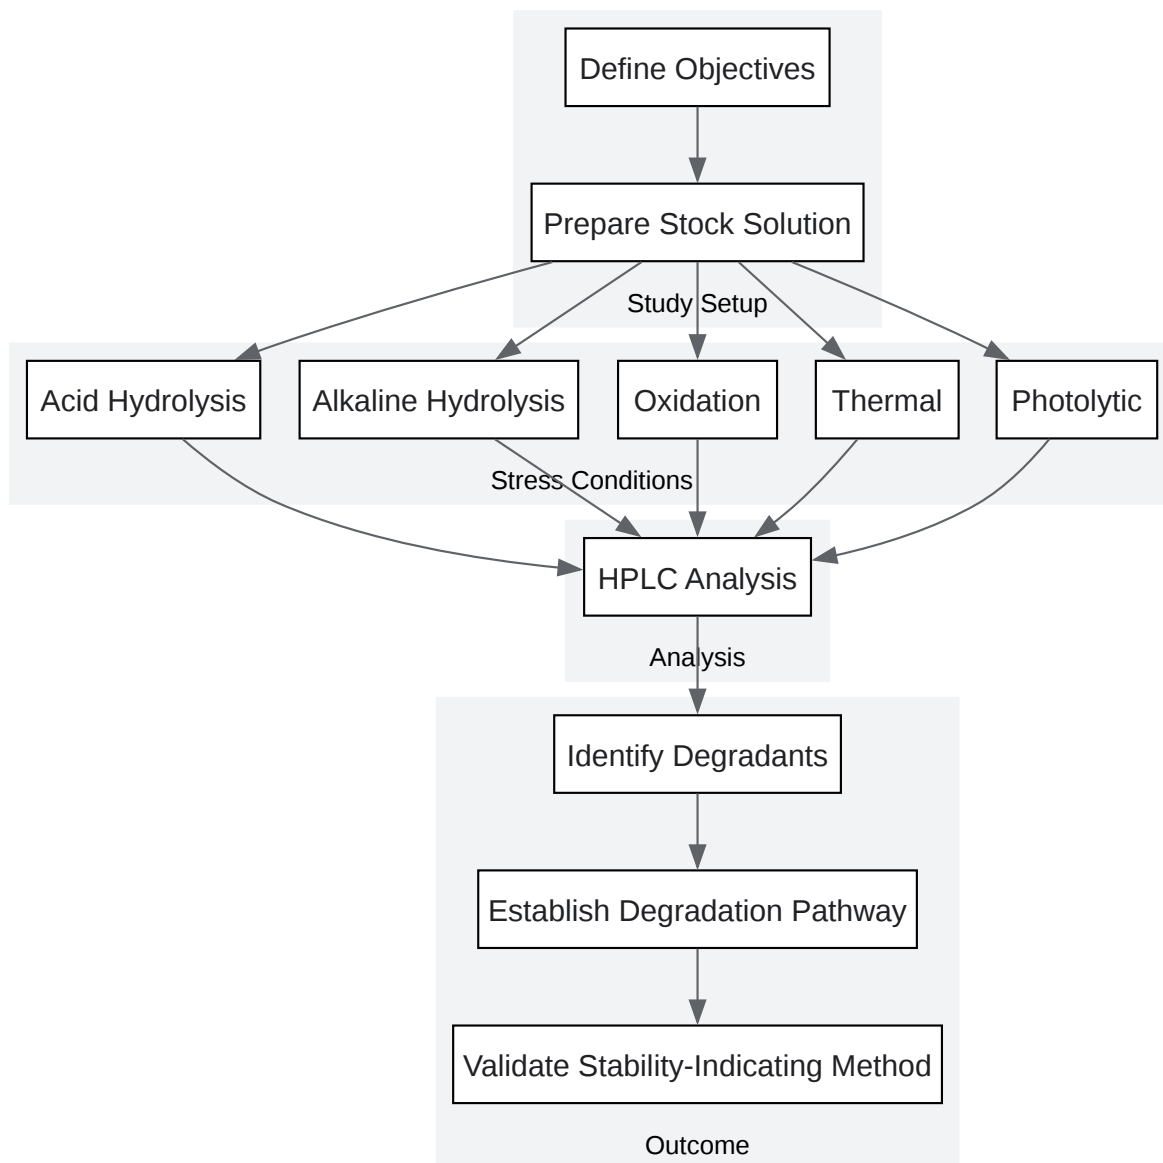 Define Objectives
Prepare Stock Solution
Study Setup
Acid Hydrolysis
Alkaline Hydrolysis
Oxidation
Thermal
Photolytic
Stress Conditions
HPLC Analysis
Analysis
Identify Degradants
Establish Degradation Pathway
Validate Stability-Indicating Method
Outcome